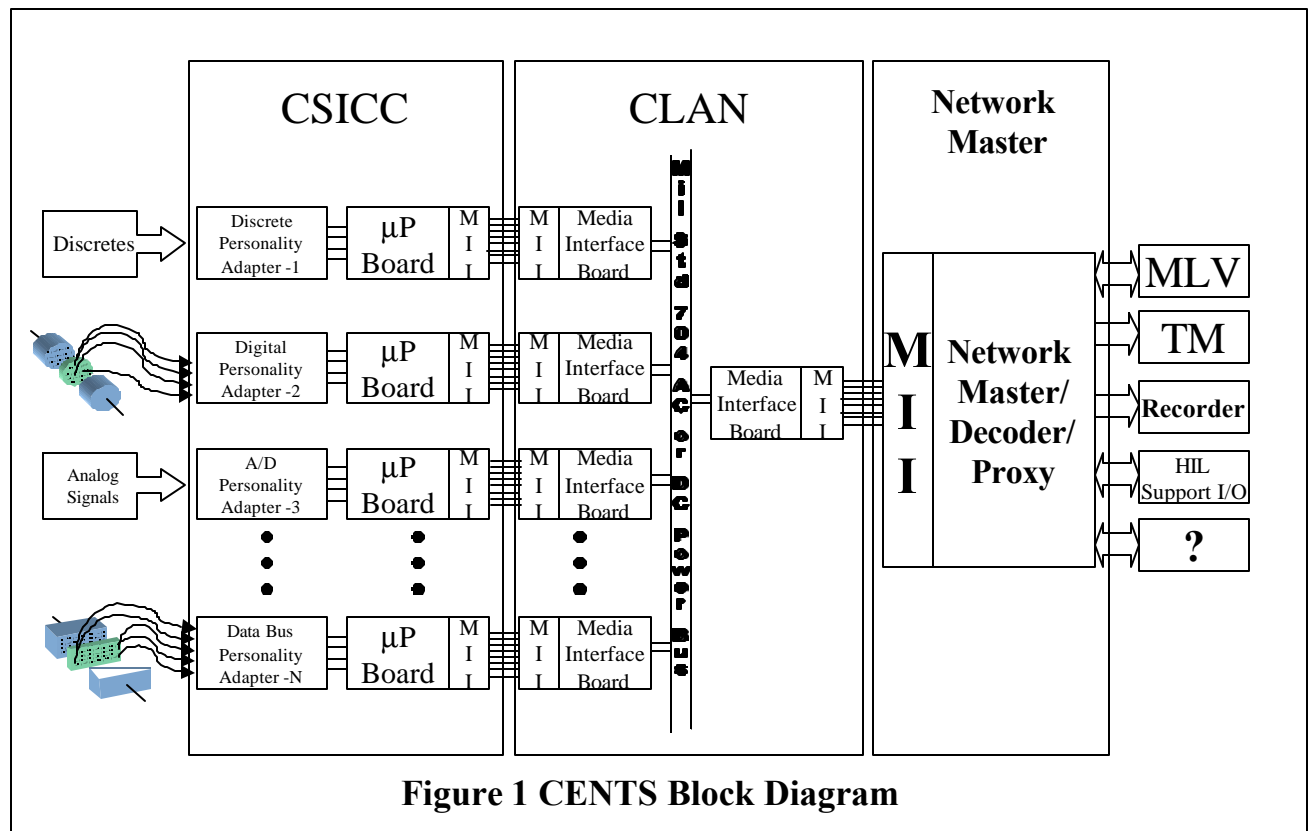 CSICC
CLAN
Network
Master
Discretes
Discrete
Personality
Adapter -1
µP
Board
M
I
I
M
I
I
Media
Interface
Board
Digital
Personality
Adapter -2
µP
Board
M
I
I
M
I
I
Media
Interface
Board
Analog
Signals
A/D
Personality
Adapter -3
µP
Board
M
I
I
M
I
I
Media
Interface
Board
Data Bus
Personality
Adapter -N
µP
Board
M
I
I
M
I
I
Media
Interface
Board
Mil Std 704 AC or DC Power Bus
Media
Interface
Board
M
I
I
M
I
I
Network
Master/
Decoder/
Proxy
MLV
TM
Recorder
HIL
Support I/O
?
Figure 1 CENTS Block Diagram